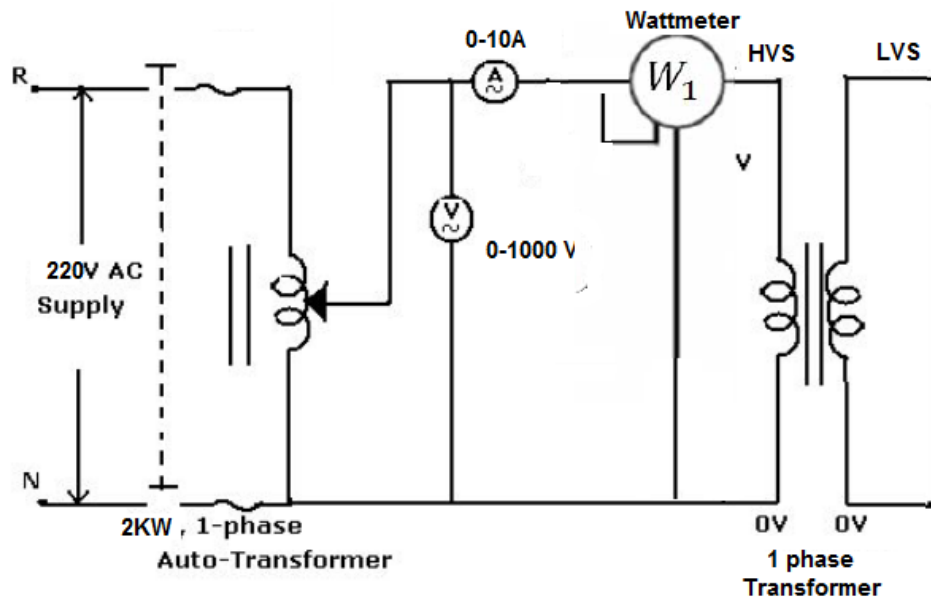 Wattmeter
0-10A
HVS
LVS
R
A
W1
V
V
0-1000 V
220V AC
Supply
N
2KW , 1-phase
Auto-Transformer
0V
0V
1 phase
Transformer